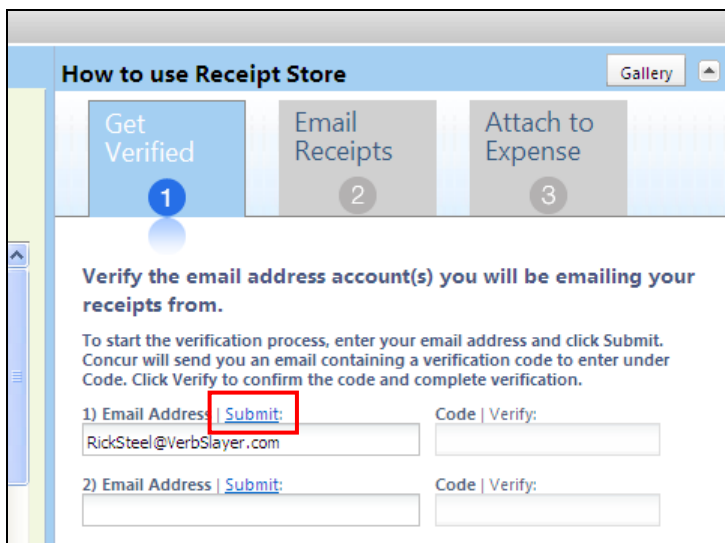 How to use Receipt Store
Gallery
Get
Verified
1
Email
Receipts
2
Attach to
Expense
3
Verify the email address account(s) you will be emailing your
receipts from.
To start the verification process, enter your email address and click Submit.
Concur will send you an email containing a verification code to enter under
Code. Click Verify to confirm the code and complete verification.
1) Email Address | Submit: Code | Verify:
RickSteel@VerbSlayer.com
2) Email Address | Submit: Code | Verify: